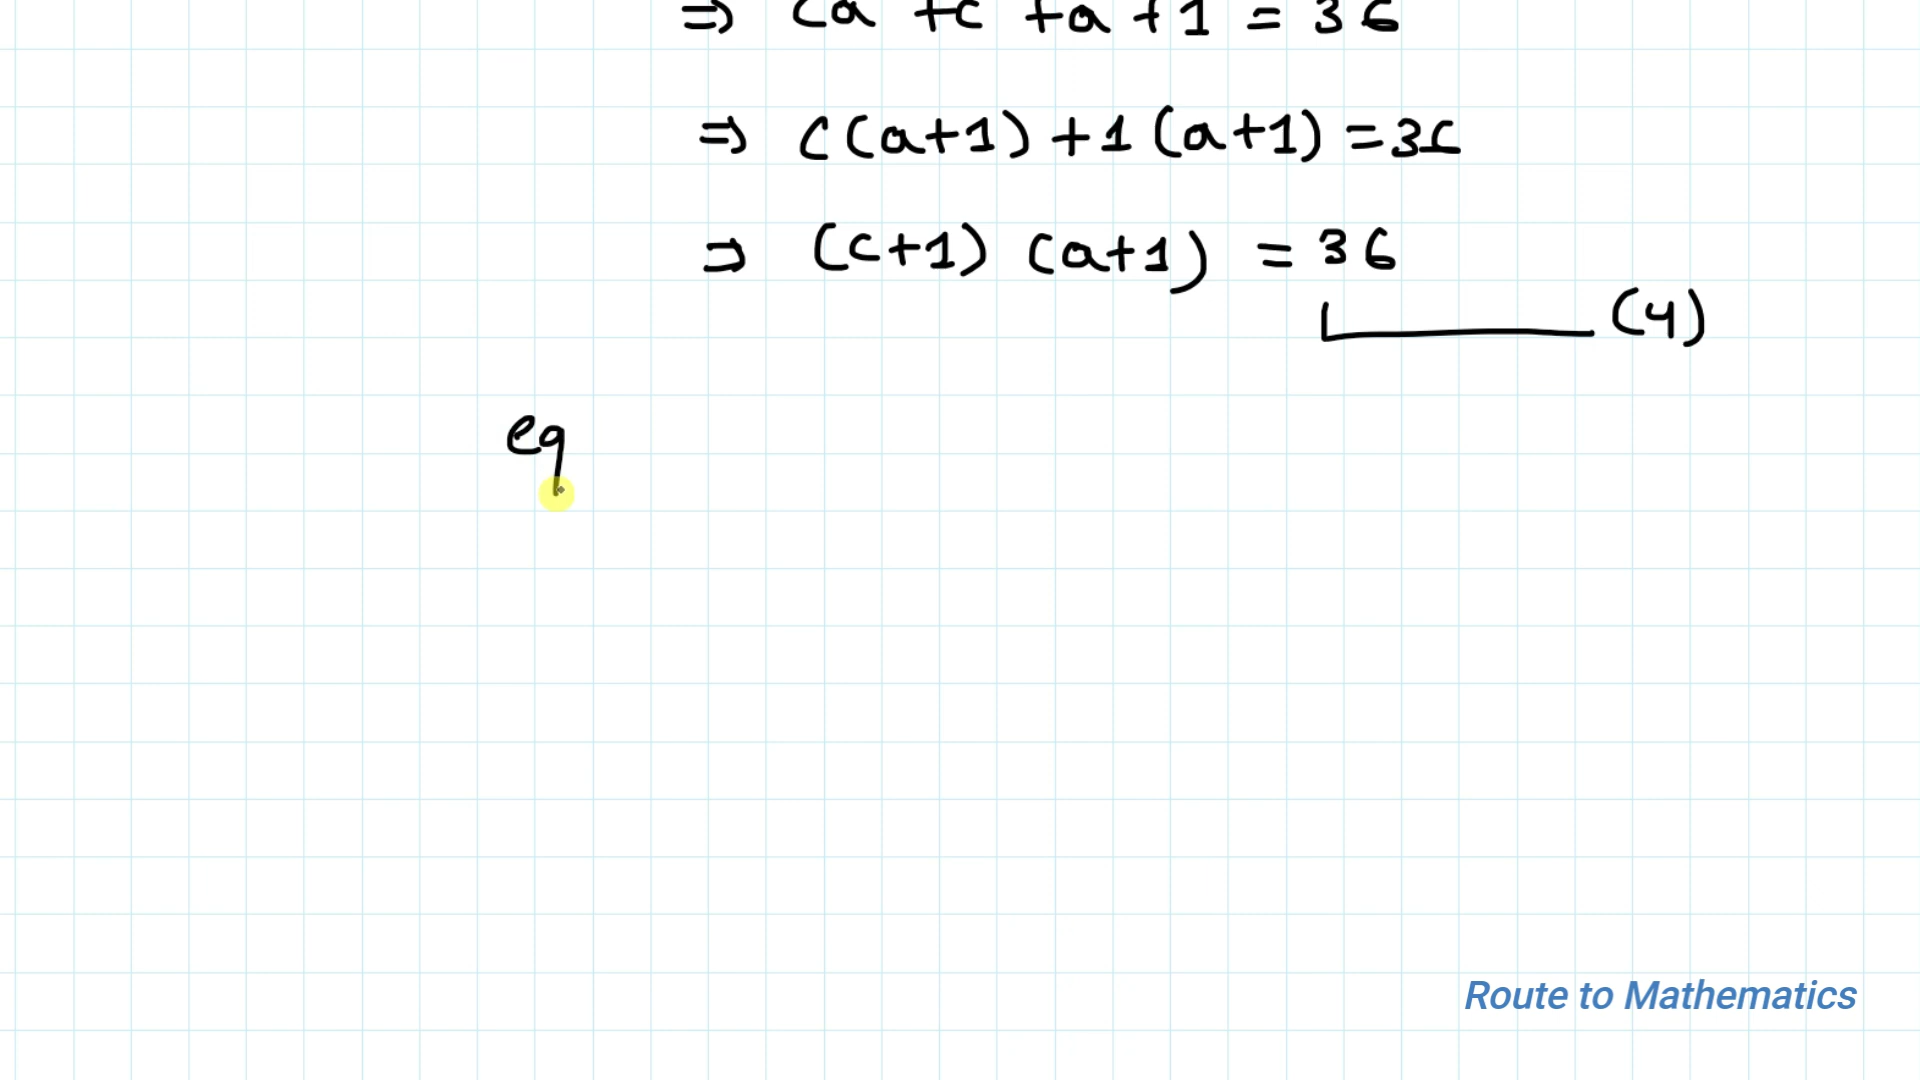 ⇒ ca + c + a + 1 = 36
⇒ c(a+1) + 1(a+1) = 36
⇒ (c+1) (a+1) = 36
(4)
eq
Route to Mathematics